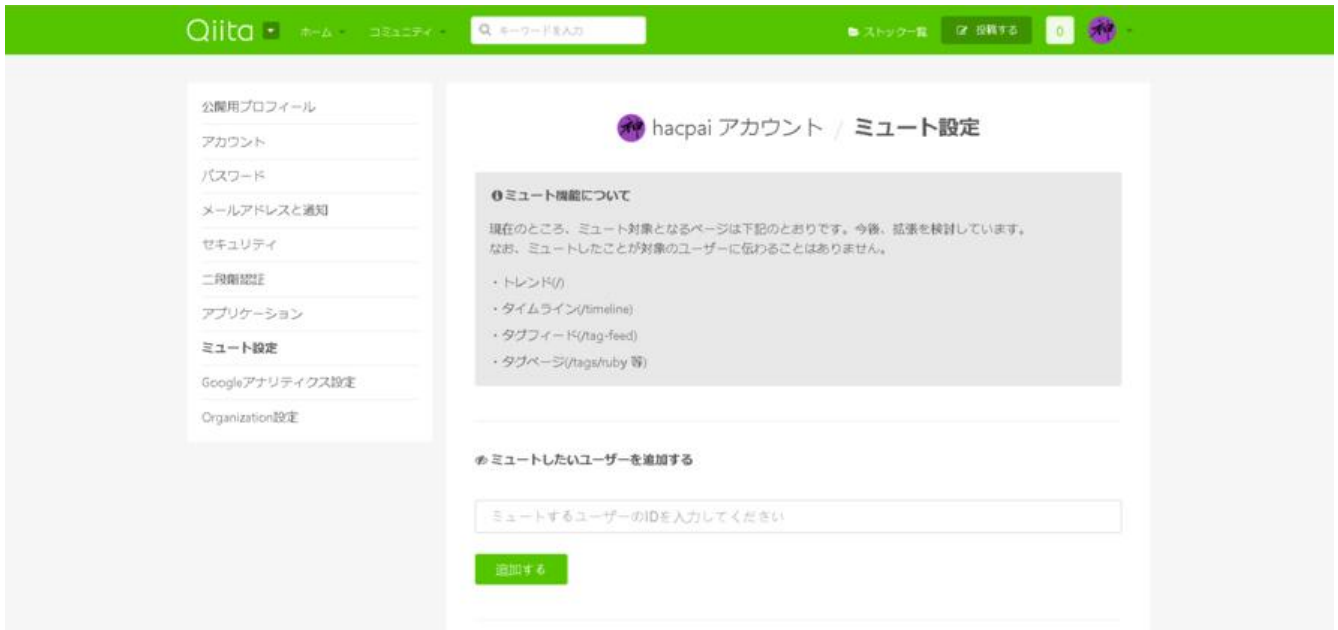 Qiita ホーム コミュニティ キーワードを入力 ストック一覧 投稿する 0 神
公開用プロフィール
アカウント
パスワード
メールアドレスと通知
セキュリティ
二段階認証
アプリケーション
ミュート設定
Googleアナリティクス設定
Organization設定
神 hacpai アカウント / ミュート設定
ミュート機能について
現在のところ、ミュート対象となるページは下記のとおりです。今後、拡張を検討しています。
なお、ミュートしたことが対象のユーザーに伝わることはありません。
・トレンド(/)
・タイムライン(/timeline)
・タグフィード(/tag-feed)
・タグページ(/tags/ruby 等)
ミュートしたいユーザーを追加する
ミュートするユーザーのIDを入力してください
追加する